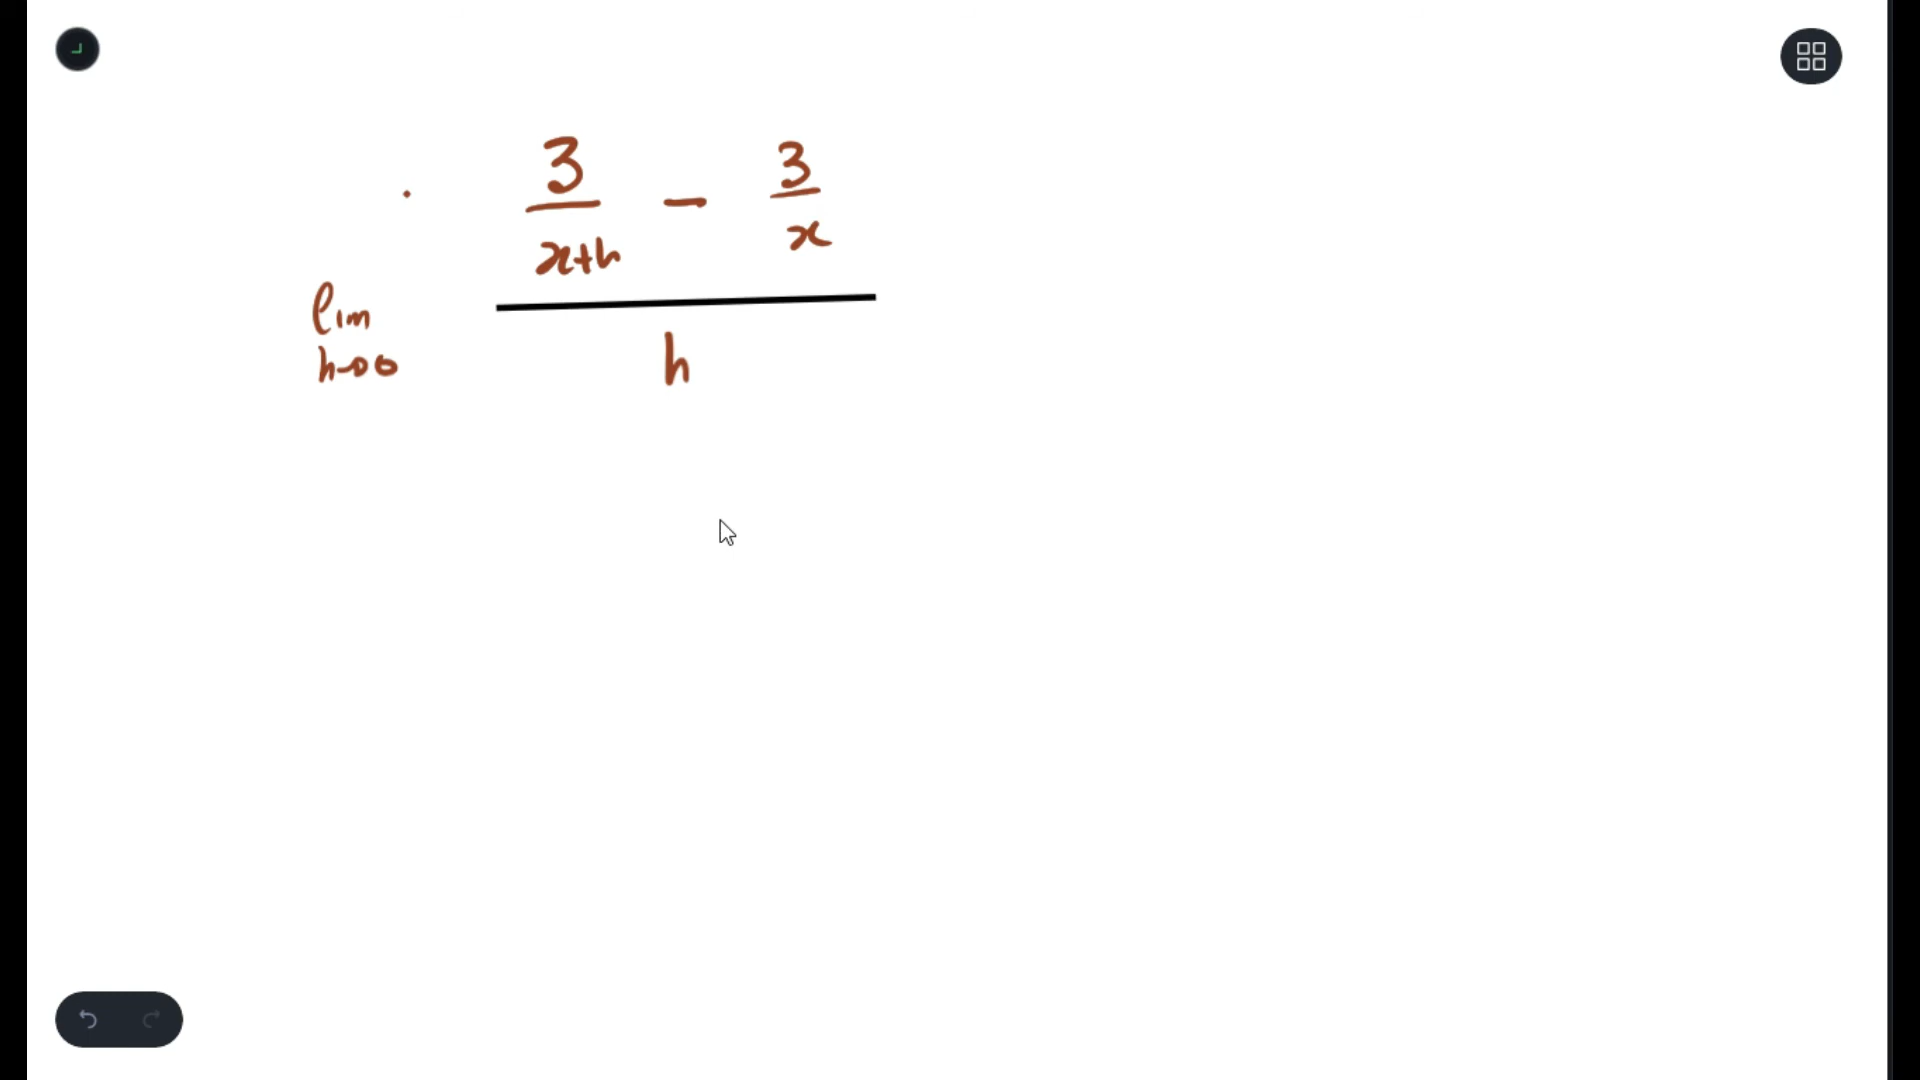 3/(x+h) - 3/x
lim
h→0
h